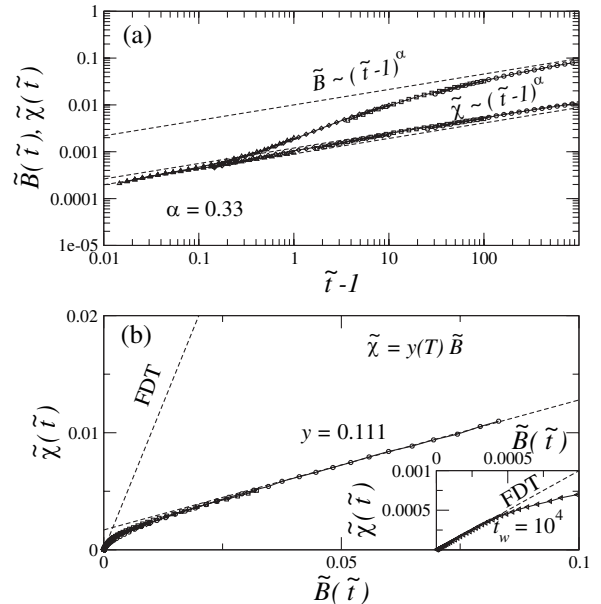 (a)
B̃(t̃), χ̃(t̃)
1
0.1
0.01
0.001
0.0001
1e-05
B̃ ~ (t̃-1)^α
χ̃ ~ (t̃-1)^α
α = 0.33
0.01 0.1 1 10 100
t̃ -1
(b)
χ̃(t̃)
0.02
0.01
0
FDT
χ̃ = y(T) B̃
y = 0.111
0 0.05 0.1
B̃(t̃)
B̃(t̃)
0 0.0005
0.001
0.0005
0
χ̃(t̃)
FDT
t_w = 10^4